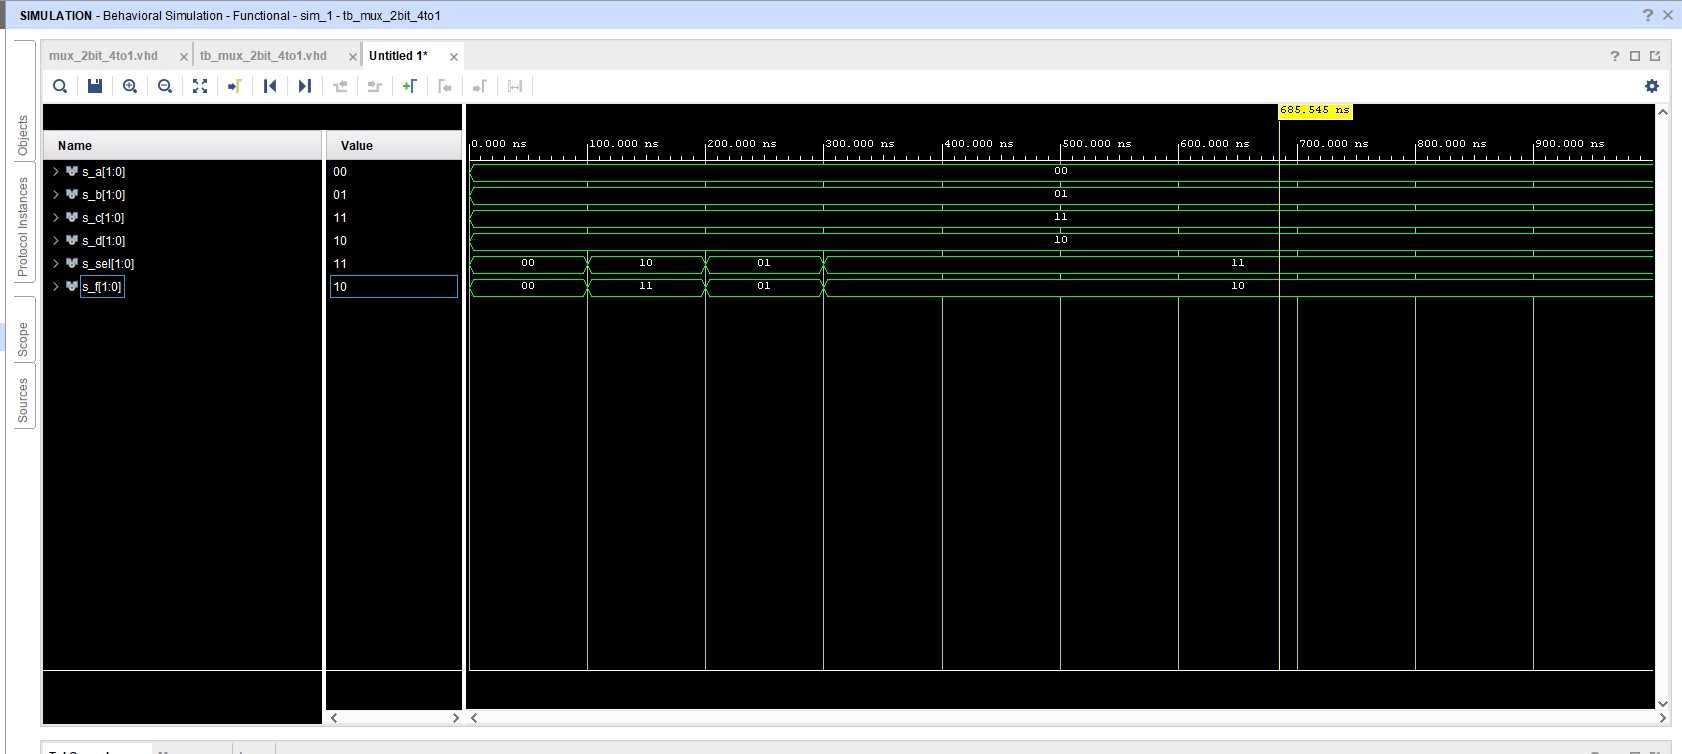 SIMULATION - Behavioral Simulation - Functional - sim_1 - tb_mux_2bit_4to1
mux_2bit_4to1.vhd
tb_mux_2bit_4to1.vhd
Untitled 1*
685.545 ns
Name
Value
0.000 ns 100.000 ns 200.000 ns 300.000 ns 400.000 ns 500.000 ns 600.000 ns 700.000 ns 800.000 ns 900.000 ns
s_a[1:0] 00 00
s_b[1:0] 01 01
s_c[1:0] 11 11
s_d[1:0] 10 10
s_sel[1:0] 11 00 10 01 11
s_f[1:0] 10 00 11 01 10
Objects
Protocol Instances
Scope
Sources